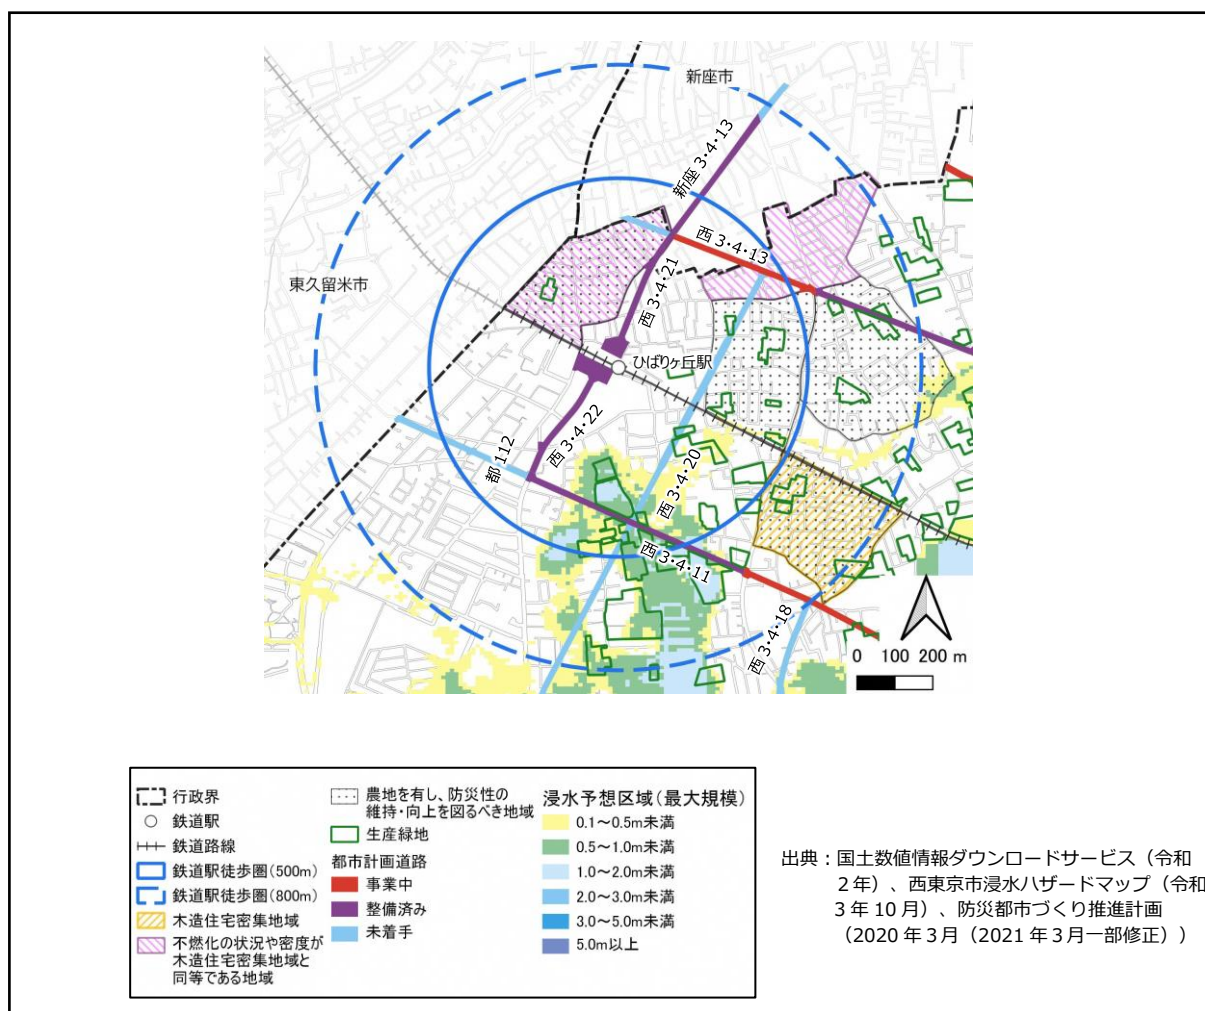 新座市
新座 3・4・13
西 3・4・13
東久留米市
西 3・4・21
ひばりヶ丘駅
西 3・4・22
都 112
西 3・4・20
西 3・4・11
西 3・4・18
0 100 200 m
行政界
鉄道駅
鉄道路線
鉄道駅徒歩圏(500m)
鉄道駅徒歩圏(800m)
木造住宅密集地域
不燃化の状況や密度が
木造住宅密集地域と
同等である地域
農地を有し、防災性の
維持・向上を図るべき地域
生産緑地
都市計画道路
事業中
整備済み
未着手
浸水予想区域(最大規模)
0.1~0.5m未満
0.5~1.0m未満
1.0~2.0m未満
2.0~3.0m未満
3.0~5.0m未満
5.0m以上
出典：国土数値情報ダウンロードサービス（令和
２年）、西東京市浸水ハザードマップ（令和
３年 10 月）、防災都市づくり推進計画
（2020 年３月（2021 年３月一部修正））